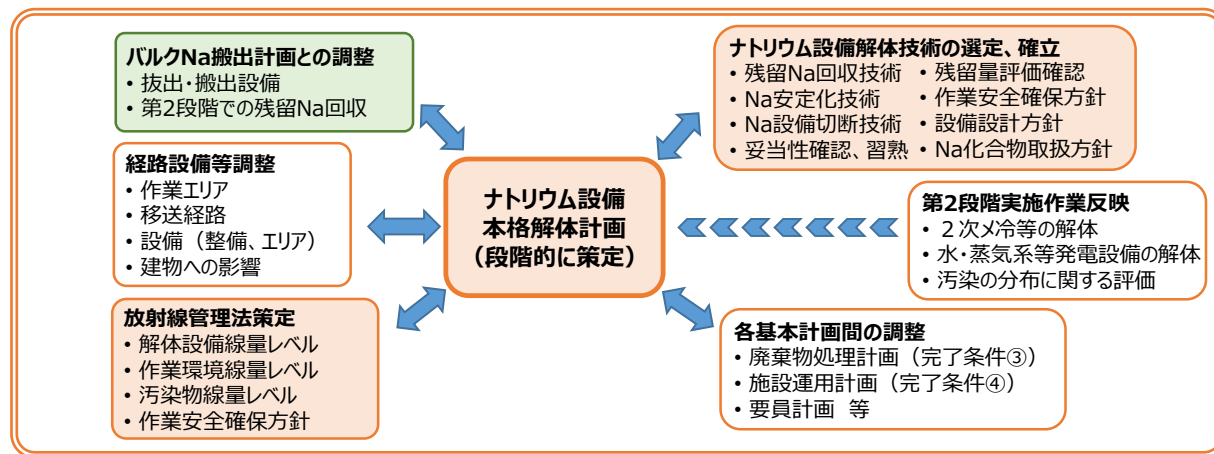 バルクNa搬出計画との調整
• 抜出・搬出設備
• 第2段階での残留Na回収
経路設備等調整
• 作業エリア
• 移送経路
• 設備（整備、エリア）
• 建物への影響
放射線管理法策定
• 解体設備線量レベル
• 作業環境線量レベル
• 汚染物線量レベル
• 作業安全確保方針
ナトリウム設備
本格解体計画
（段階的に策定）
ナトリウム設備解体技術の選定、確立
• 残留Na回収技術
• Na安定化技術
• Na設備切断技術
• 妥当性確認、習熟
• 残留量評価確認
• 作業安全確保方針
• 設備設計方針
• Na化合物取扱方針
第2段階実施作業反映
• ２次メ冷等の解体
• 水・蒸気系等発電設備の解体
• 汚染の分布に関する評価
各基本計画間の調整
• 廃棄物処理計画（完了条件③）
• 施設運用計画（完了条件④）
• 要員計画 等